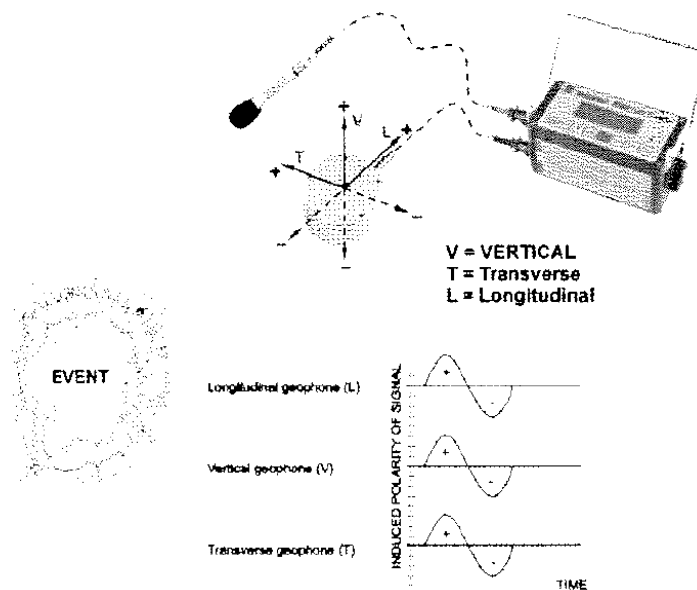 +
V
L
+
+
T
-
-
-
V = VERTICAL
T = Transverse
L = Longitudinal
EVENT
INDUCED POLARITY OF SIGNAL
Longitudinal geophone (L)
+
-
Vertical geophone (V)
+
-
Transverse geophone (T)
+
-
TIME